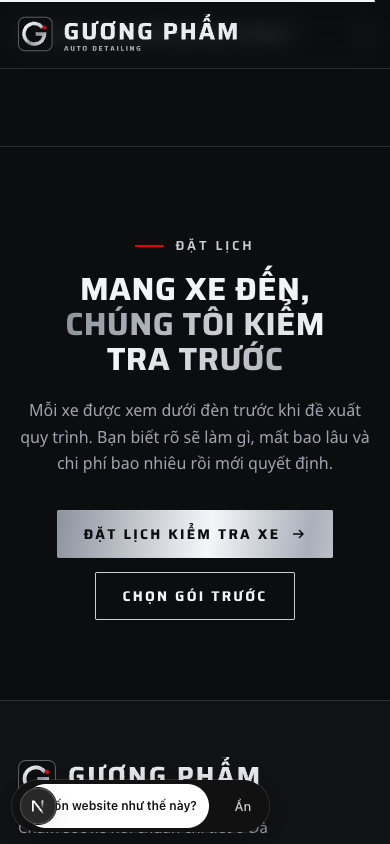 GƯƠNG PHẨM
AUTO DETAILING
ĐẶT LỊCH
MANG XE ĐẾN,
CHÚNG TÔI KIỂM
TRA TRƯỚC
Mỗi xe được xem dưới đèn trước khi đề xuất
quy trình. Bạn biết rõ sẽ làm gì, mất bao lâu và
chi phí bao nhiêu rồi mới quyết định.
ĐẶT LỊCH KIỂM TRA XE →
CHỌN GÓI TRƯỚC
GƯƠNG PHẨM
website như thế này?
Ẩn